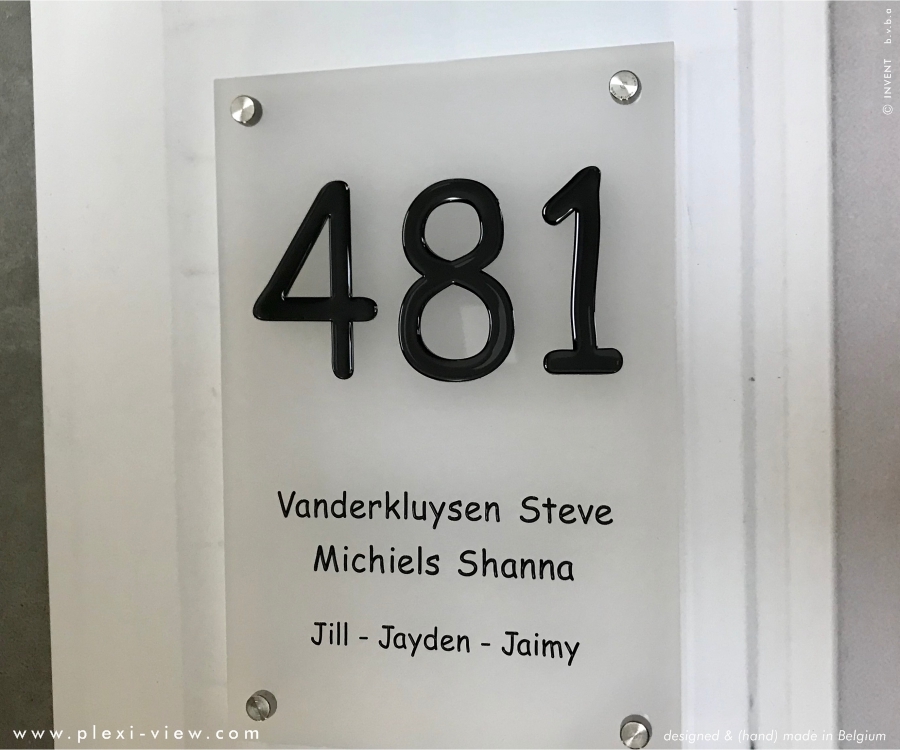 © INVENT b.v.b.a
481
Vanderkluysen Steve
Michiels Shanna
Jill - Jayden - Jaimy
www.plexi-view.com
designed & (hand) made in Belgium